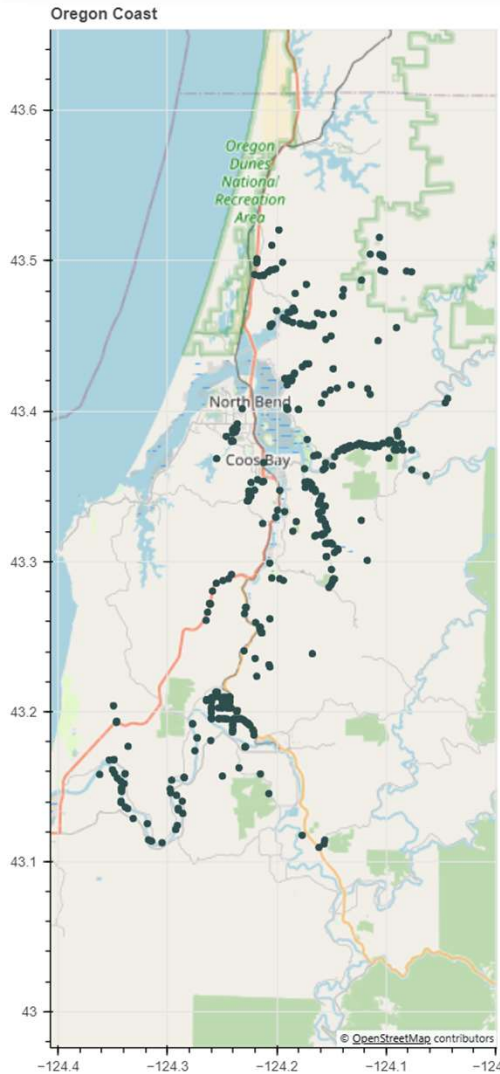 Oregon Coast
43.6
Oregon
Dunes
National
Recreation
Area
43.5
North Bend
43.4
Coos Bay
43.3
43.2
43.1
43
© OpenStreetMap contributors
−124.4
−124.3
−124.2
−124.1
−124